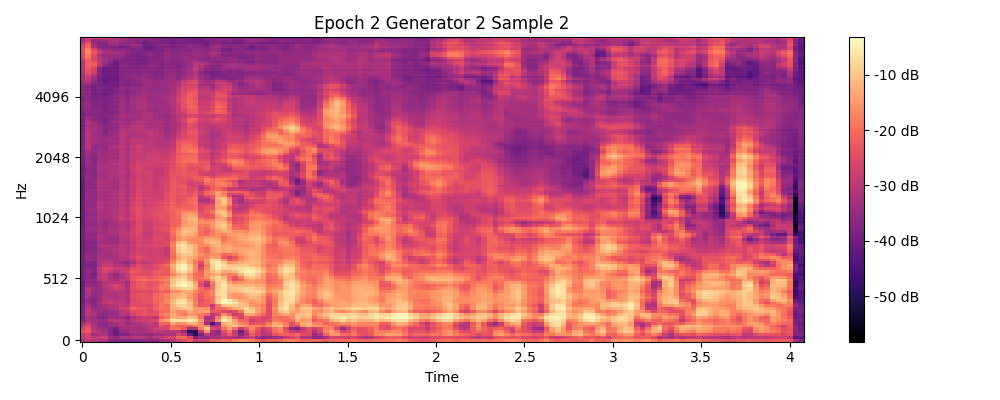 Epoch 2 Generator 2 Sample 2
Hz
4096
2048
1024
512
0
0 0.5 1 1.5 2 2.5 3 3.5 4
Time
-10 dB
-20 dB
-30 dB
-40 dB
-50 dB